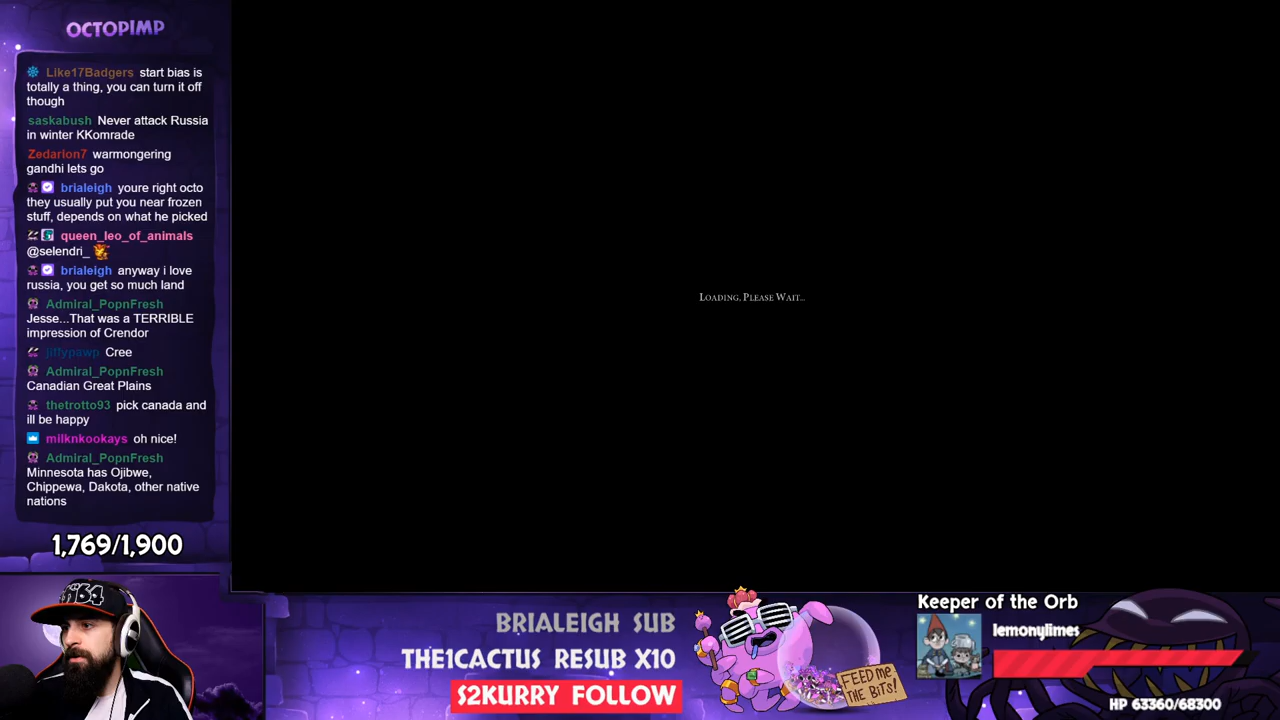 OCTOPIMP
Like17Badgers start bias is
totally a thing, you can turn it off
though
saskabush Never attack Russia
in winter KKomrade
Zedarion7 warmongering
gandhi lets go
brialeigh youre right octo
they usually put you near frozen
stuff, depends on what he picked
queen_leo_of_animals
@selendri_
brialeigh anyway i love
russia, you get so much land
Admiral_PopnFresh
Jesse...That was a TERRIBLE
impression of Crendor
jiffypawp Cree
Admiral_PopnFresh
Canadian Great Plains
thetrotto93 pick canada and
ill be happy
milknkookays oh nice!
Admiral_PopnFresh
Minnesota has Ojibwe,
Chippewa, Dakota, other native
nations
1,769/1,900
LOADING, PLEASE WAIT...
N64
BRIALEIGH SUB
THE1CACTUS RESUB X10
S2KURRY FOLLOW
FEED ME
THE BITS!
Keeper of the Orb
lemonylimes
HP 63360/68300